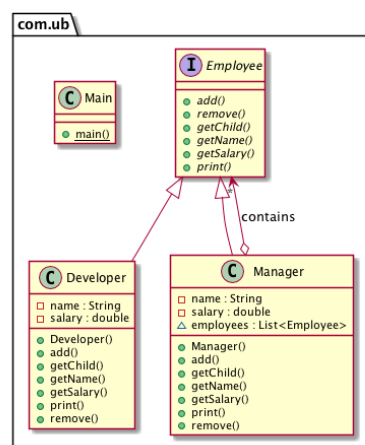 com.ub
C Main
main()
I Employee
add()
remove()
getChild()
getName()
getSalary()
print()
*
contains
C Developer
name : String
salary : double
Developer()
add()
getChild()
getName()
getSalary()
print()
remove()
C Manager
name : String
salary : double
employees : List<Employee>
Manager()
add()
getChild()
getName()
getSalary()
print()
remove()